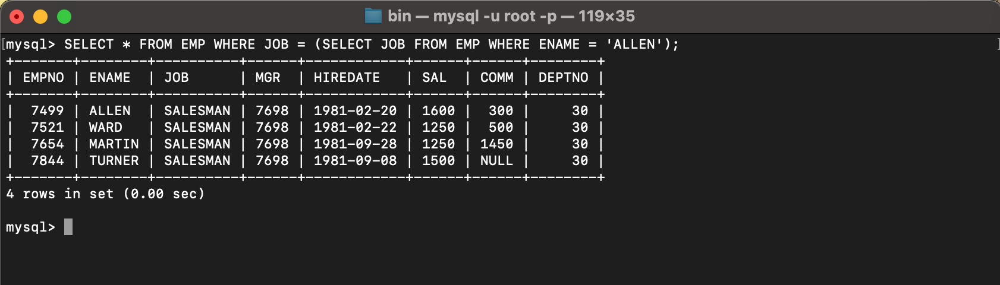 bin — mysql -u root -p — 119×35
mysql> SELECT * FROM EMP WHERE JOB = (SELECT JOB FROM EMP WHERE ENAME = 'ALLEN');
+-------+--------+----------+------+------------+------+------+--------+
| EMPNO | ENAME  | JOB      | MGR  | HIREDATE   | SAL  | COMM | DEPTNO |
+-------+--------+----------+------+------------+------+------+--------+
|  7499 | ALLEN  | SALESMAN | 7698 | 1981-02-20 | 1600 |  300 |     30 |
|  7521 | WARD   | SALESMAN | 7698 | 1981-02-22 | 1250 |  500 |     30 |
|  7654 | MARTIN | SALESMAN | 7698 | 1981-09-28 | 1250 | 1450 |     30 |
|  7844 | TURNER | SALESMAN | 7698 | 1981-09-08 | 1500 | NULL |     30 |
+-------+--------+----------+------+------------+------+------+--------+
4 rows in set (0.00 sec)
mysql>